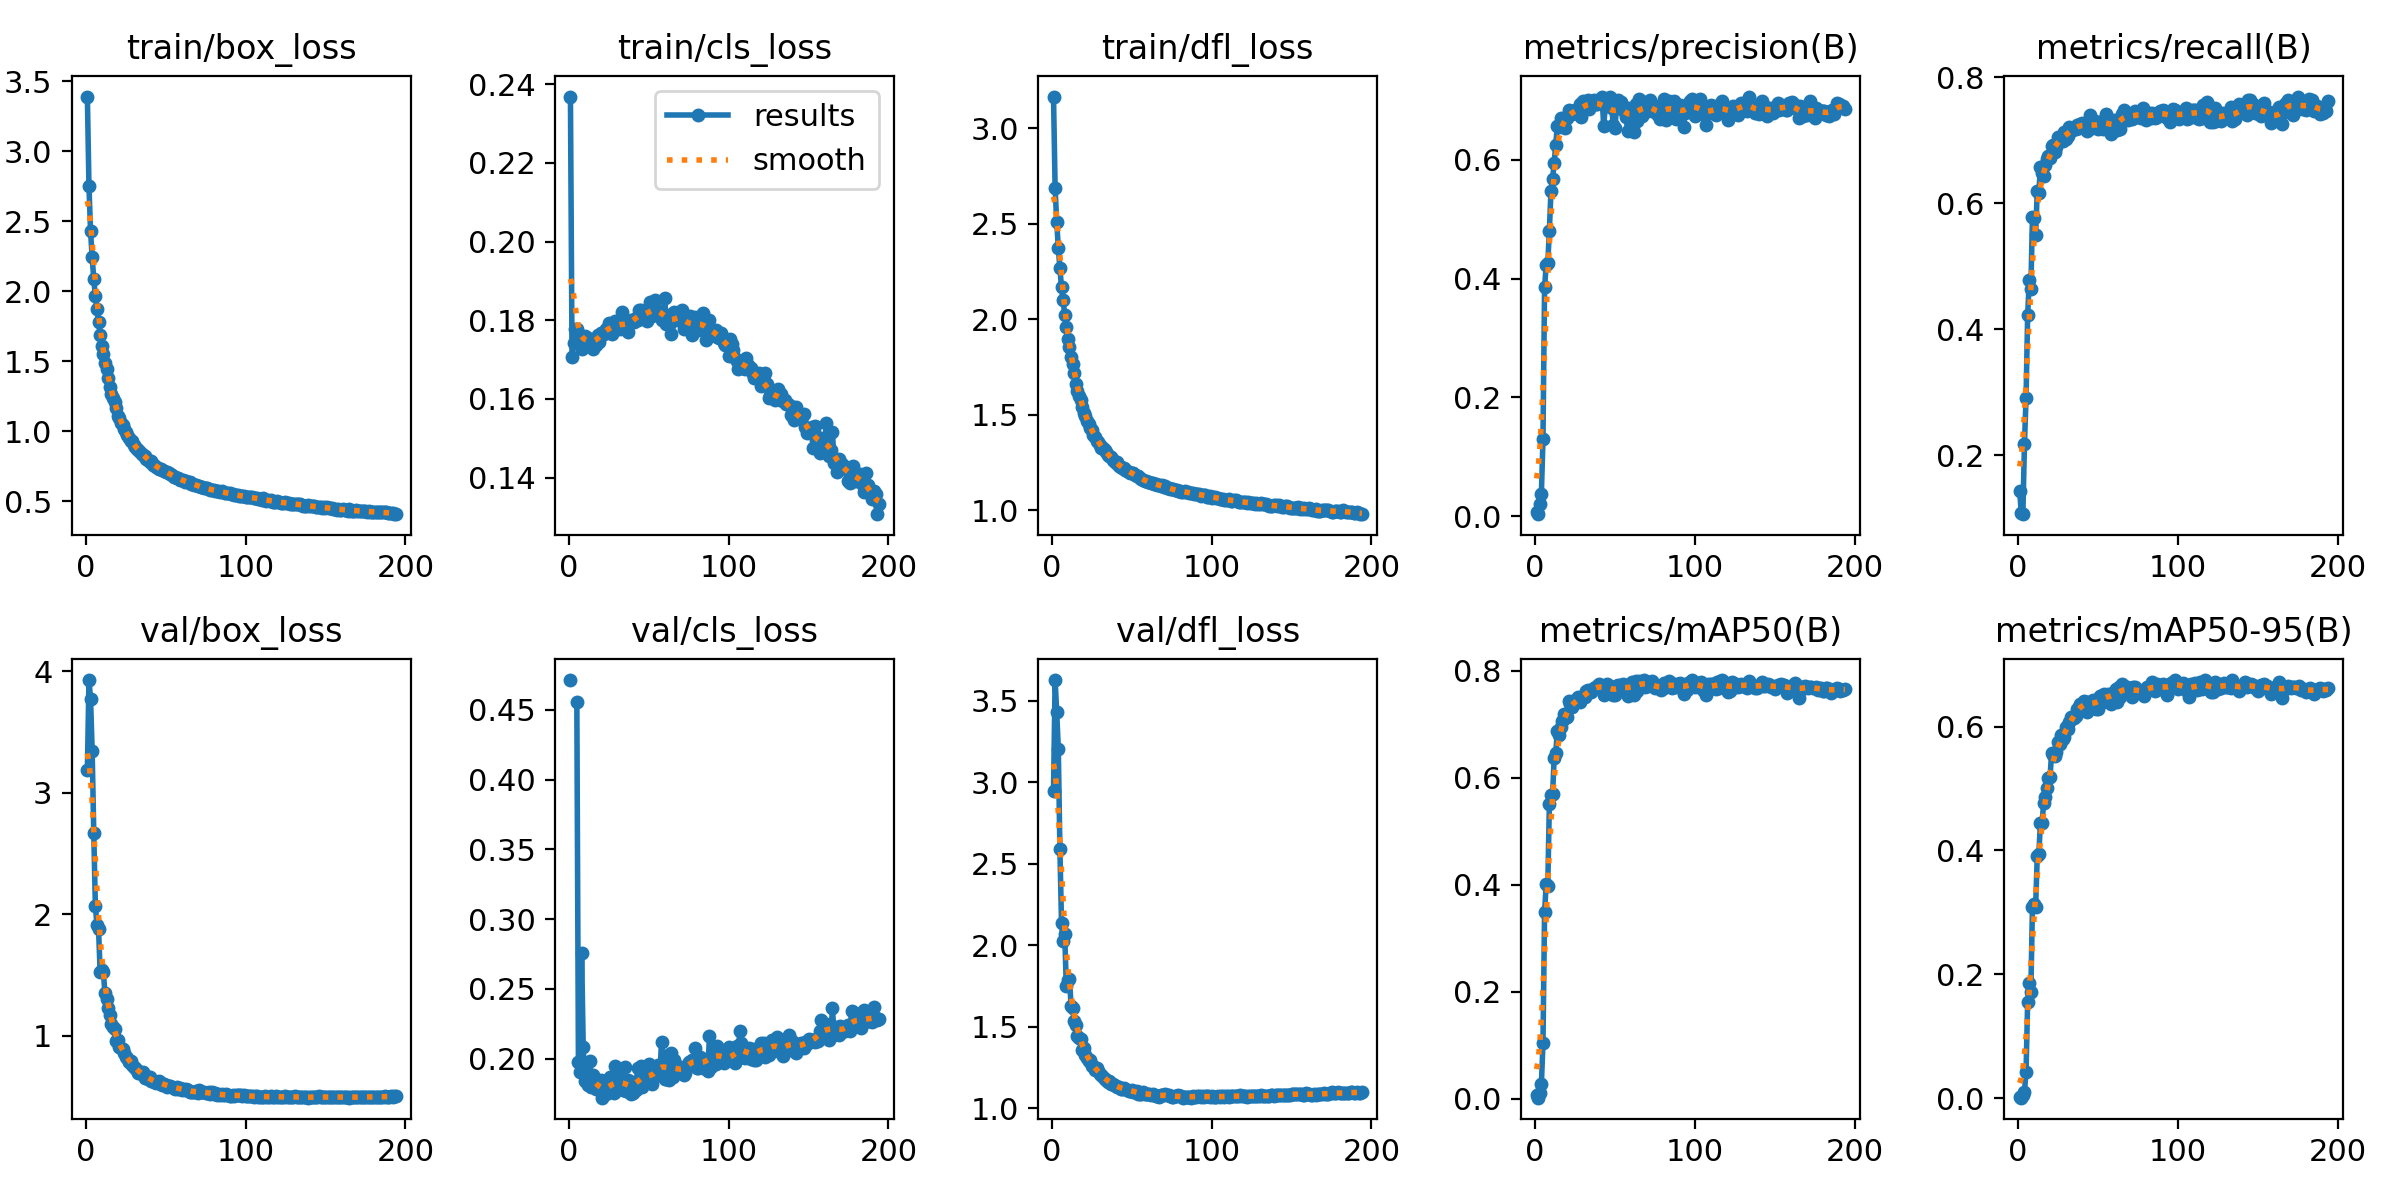 train/box_loss
train/cls_loss
train/dfl_loss
metrics/precision(B)
metrics/recall(B)
3.5
3.0
2.5
2.0
1.5
1.0
0.5
0 100 200
0.24
0.22
0.20
0.18
0.16
0.14
results
smooth
0 100 200
3.0
2.5
2.0
1.5
1.0
0 100 200
0.6
0.4
0.2
0.0
0 100 200
0.8
0.6
0.4
0.2
0 100 200
val/box_loss
val/cls_loss
val/dfl_loss
metrics/mAP50(B)
metrics/mAP50-95(B)
4
3
2
1
0 100 200
0.45
0.40
0.35
0.30
0.25
0.20
0 100 200
3.5
3.0
2.5
2.0
1.5
1.0
0 100 200
0.8
0.6
0.4
0.2
0.0
0 100 200
0.6
0.4
0.2
0.0
0 100 200